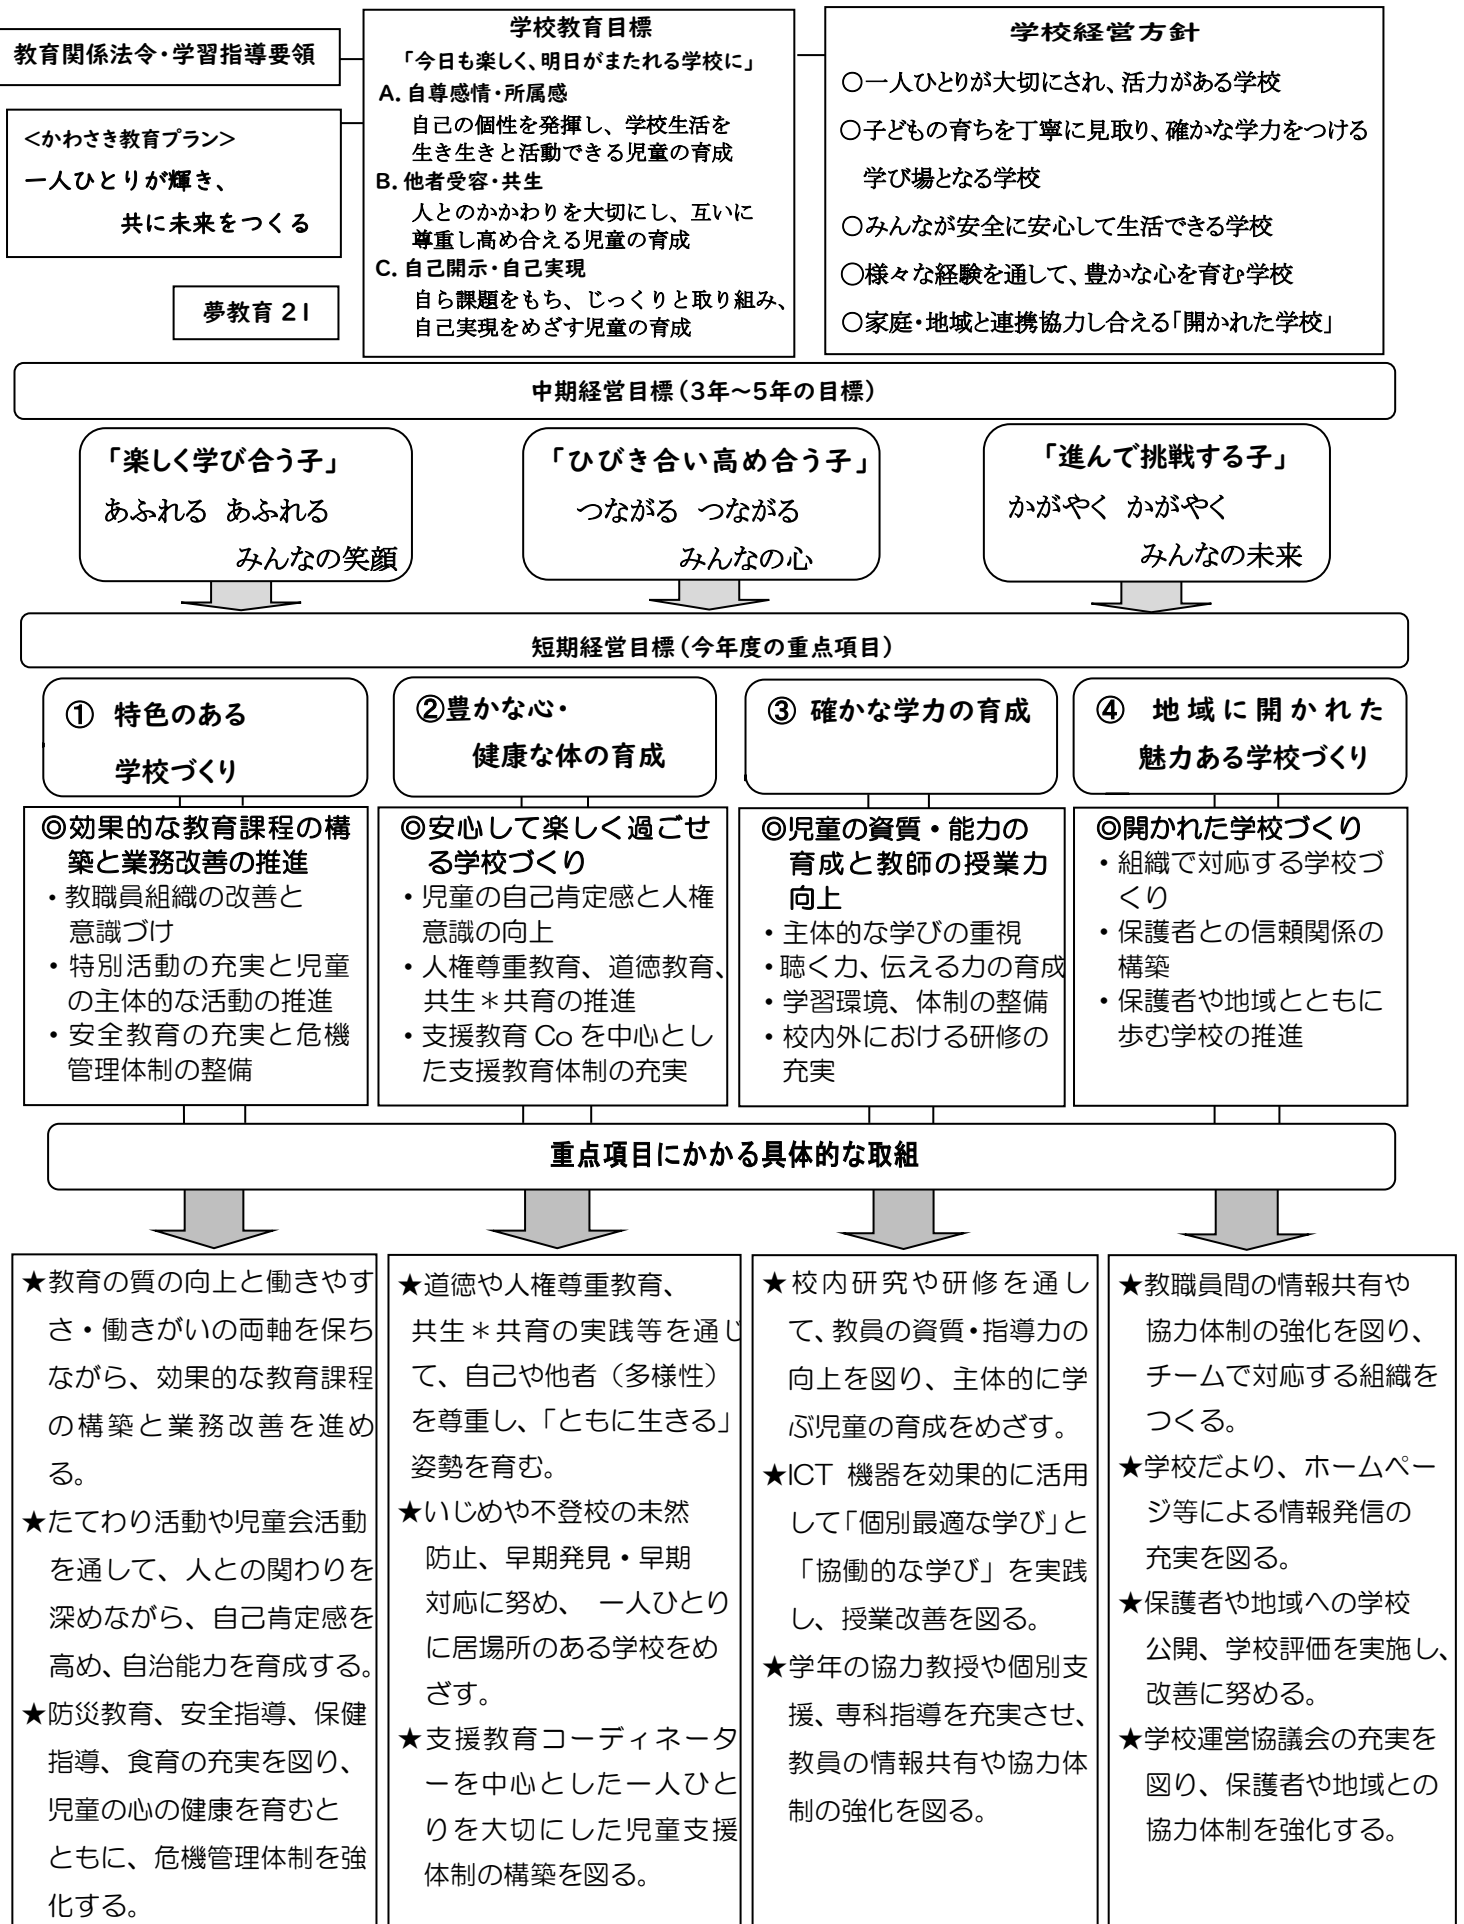 教育関係法令・学習指導要領
<かわさき教育プラン>
一人ひとりが輝き、
共に未来をつくる
夢教育21
学校教育目標
「今日も楽しく、明日がまたれる学校に」
A.自尊感情・所属感
自己の個性を発揮し、学校生活を
生き生きと活動できる児童の育成
B.他者受容・共生
人とのかかわりを大切にし、互いに
尊重し高め合える児童の育成
C.自己開示・自己実現
自ら課題をもち、じっくりと取り組み、
自己実現をめざす児童の育成
学校経営方針
○一人ひとりが大切にされ、活力がある学校
○子どもの育ちを丁寧に見取り、確かな学力をつける
学び場となる学校
○みんなが安全に安心して生活できる学校
○様々な経験を通して、豊かな心を育む学校
○家庭・地域と連携協力し合える「開かれた学校」
中期経営目標(3年~5年の目標)
「楽しく学び合う子」
あふれる あふれる
みんなの笑顔
「ひびき合い高め合う子」
つながる つながる
みんなの心
「進んで挑戦する子」
かがやく かがやく
みんなの未来
短期経営目標(今年度の重点項目)
① 特色のある
学校づくり
②豊かな心・
健康な体の育成
③ 確かな学力の育成
④ 地域に開かれた
魅力ある学校づくり
◎効果的な教育課程の構
築と業務改善の推進
・教職員組織の改善と
意識づけ
・特別活動の充実と児童
の主体的な活動の推進
・安全教育の充実と危機
管理体制の整備
◎安心して楽しく過ごせ
る学校づくり
・児童の自己肯定感と人権
意識の向上
・人権尊重教育、道徳教育、
共生＊共育の推進
・支援教育 Co を中心とし
た支援教育体制の充実
◎児童の資質・能力の
育成と教師の授業力
向上
・主体的な学びの重視
・聴く力、伝える力の育成
・学習環境、体制の整備
・校内外における研修の
充実
◎開かれた学校づくり
・組織で対応する学校づ
くり
・保護者との信頼関係の
構築
・保護者や地域とともに
歩む学校の推進
重点項目にかかる具体的な取組
★教育の質の向上と働きやす
さ・働きがいの両軸を保ち
ながら、効果的な教育課程
の構築と業務改善を進め
る。
★たてわり活動や児童会活動
を通して、人との関わりを
深めながら、自己肯定感を
高め、自治能力を育成する。
★防災教育、安全指導、保健
指導、食育の充実を図り、
児童の心の健康を育むと
ともに、危機管理体制を強
化する。
★道徳や人権尊重教育、
共生＊共育の実践等を通じ
て、自己や他者（多様性）
を尊重し、「ともに生きる」
姿勢を育む。
★いじめや不登校の未然
防止、早期発見・早期
対応に努め、 一人ひとり
に居場所のある学校をめ
ざす。
★支援教育コーディネータ
ーを中心とした一人ひと
りを大切にした児童支援
体制の構築を図る。
★校内研究や研修を通し
て、教員の資質・指導力の
向上を図り、主体的に学
ぶ児童の育成をめざす。
★ICT 機器を効果的に活用
して「個別最適な学び」と
「協働的な学び」を実践
し、授業改善を図る。
★学年の協力教授や個別支
援、専科指導を充実させ、
教員の情報共有や協力体
制の強化を図る。
★教職員間の情報共有や
協力体制の強化を図り、
チームで対応する組織を
つくる。
★学校だより、ホームペー
ジ等による情報発信の
充実を図る。
★保護者や地域への学校
公開、学校評価を実施し、
改善に努める。
★学校運営協議会の充実を
図り、保護者や地域との
協力体制を強化する。